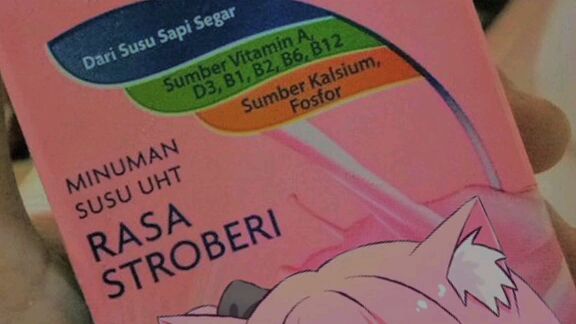 Dari Susu Sapi Segar
Sumber Vitamin A,
D3, B1, B2, B6, B12
Sumber Kalsium,
Fosfor
MINUMAN
SUSU UHT
RASA
STROBERI